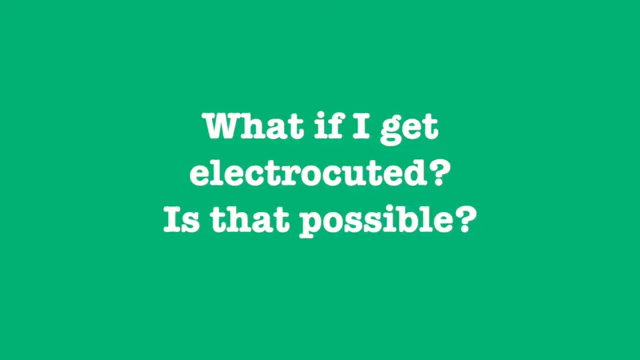 What if I get
electrocuted?
Is that possible?